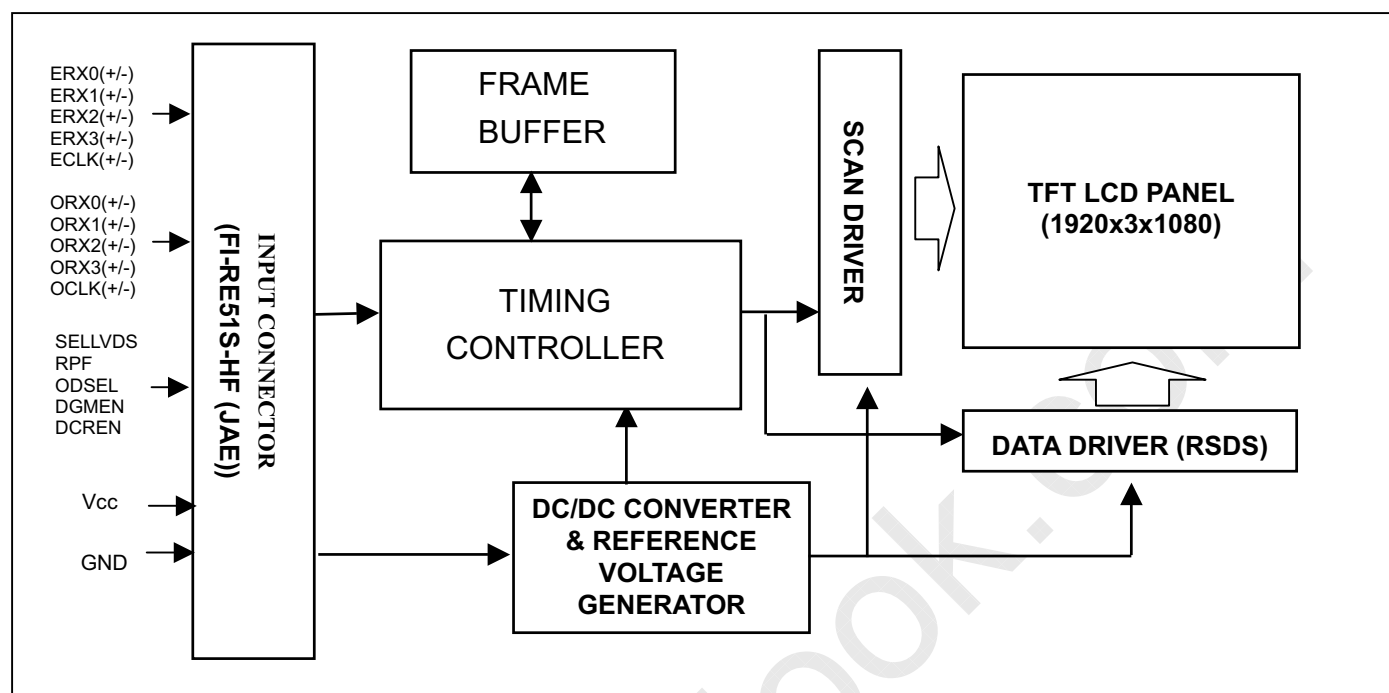 ERX0(+/-)
ERX1(+/-)
ERX2(+/-)
ERX3(+/-)
ECLK(+/-)
ORX0(+/-)
ORX1(+/-)
ORX2(+/-)
ORX3(+/-)
OCLK(+/-)
SELLVDS
RPF
ODSEL
DGMEN
DCREN
Vcc
GND
INPUT CONNECTOR
(FI-RE51S-HF (JAE))
FRAME
BUFFER
TIMING
CONTROLLER
DC/DC CONVERTER
& REFERENCE
VOLTAGE
GENERATOR
SCAN DRIVER
TFT LCD PANEL
(1920x3x1080)
DATA DRIVER (RSDS)